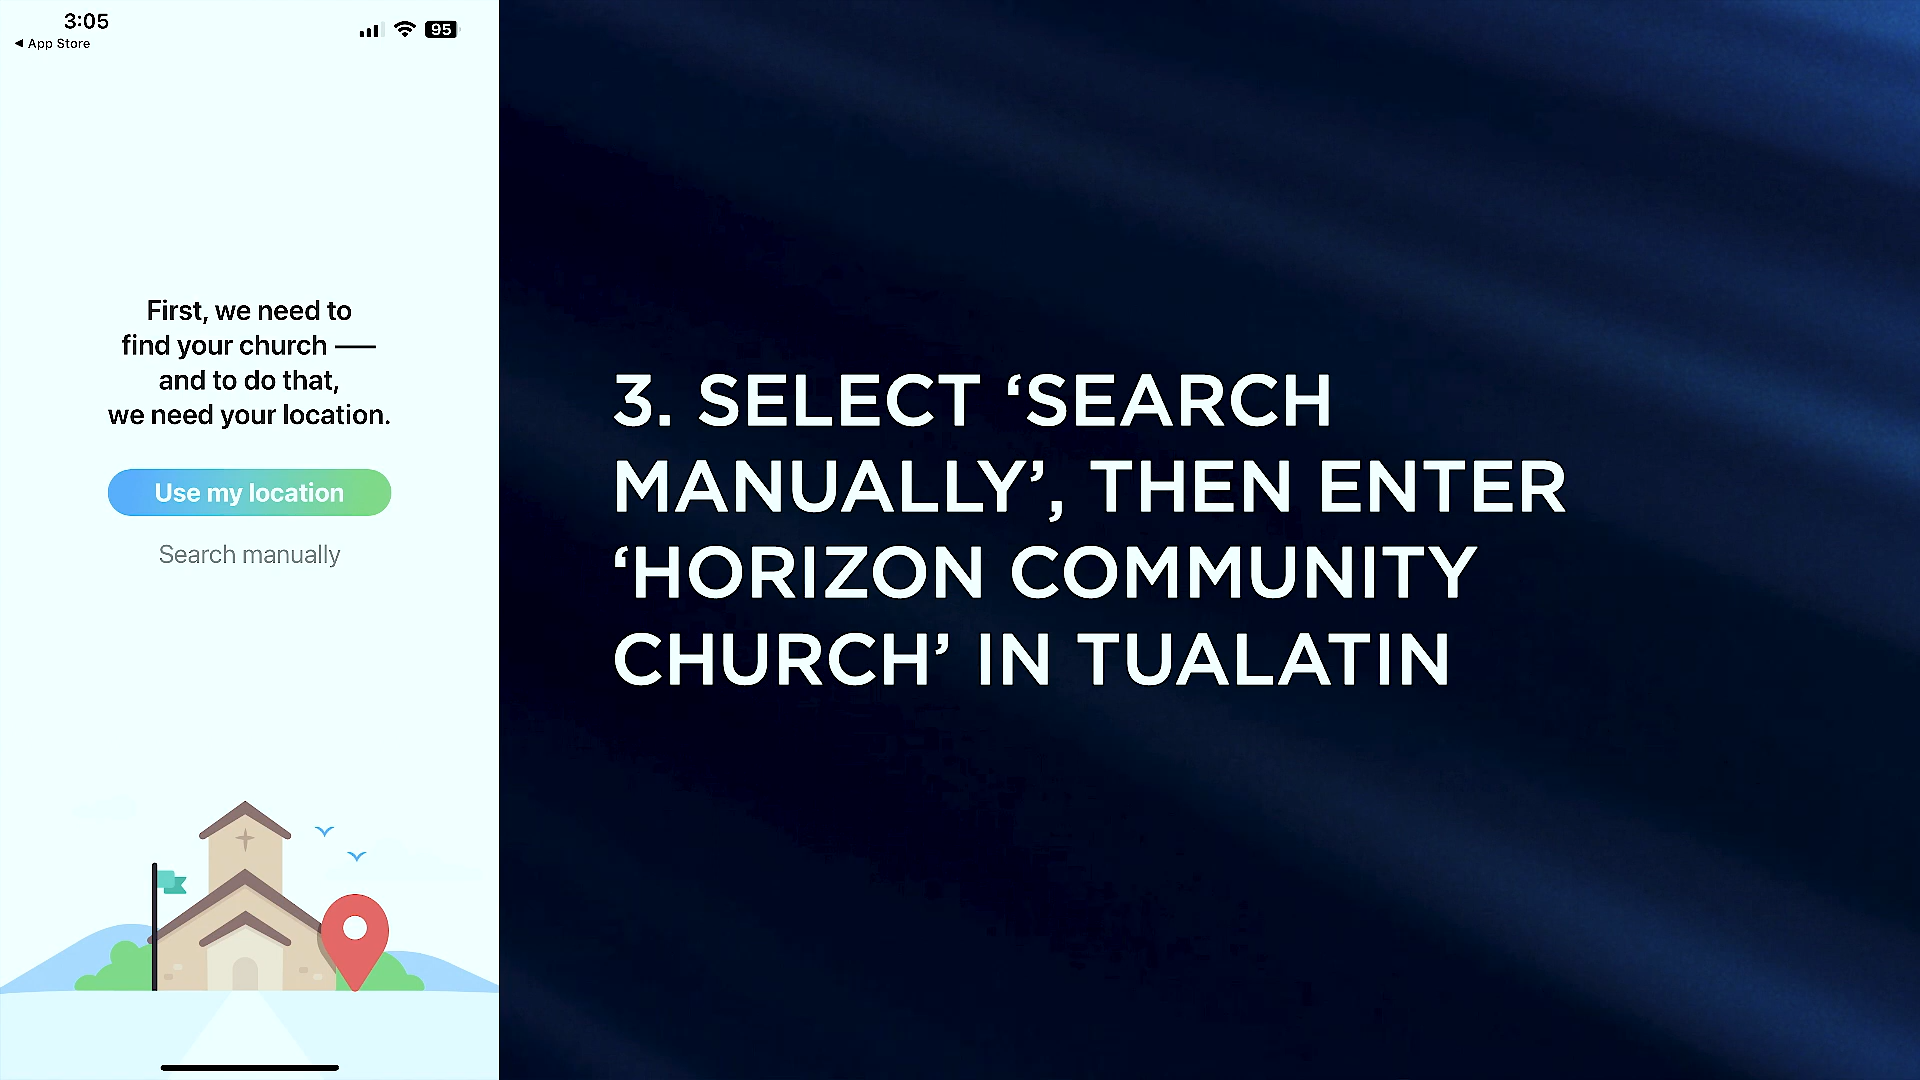 3:05
◀ App Store
95
First, we need to
find your church —
and to do that,
we need your location.
Use my location
Search manually
3. SELECT ‘SEARCH
MANUALLY’, THEN ENTER
‘HORIZON COMMUNITY
CHURCH’ IN TUALATIN